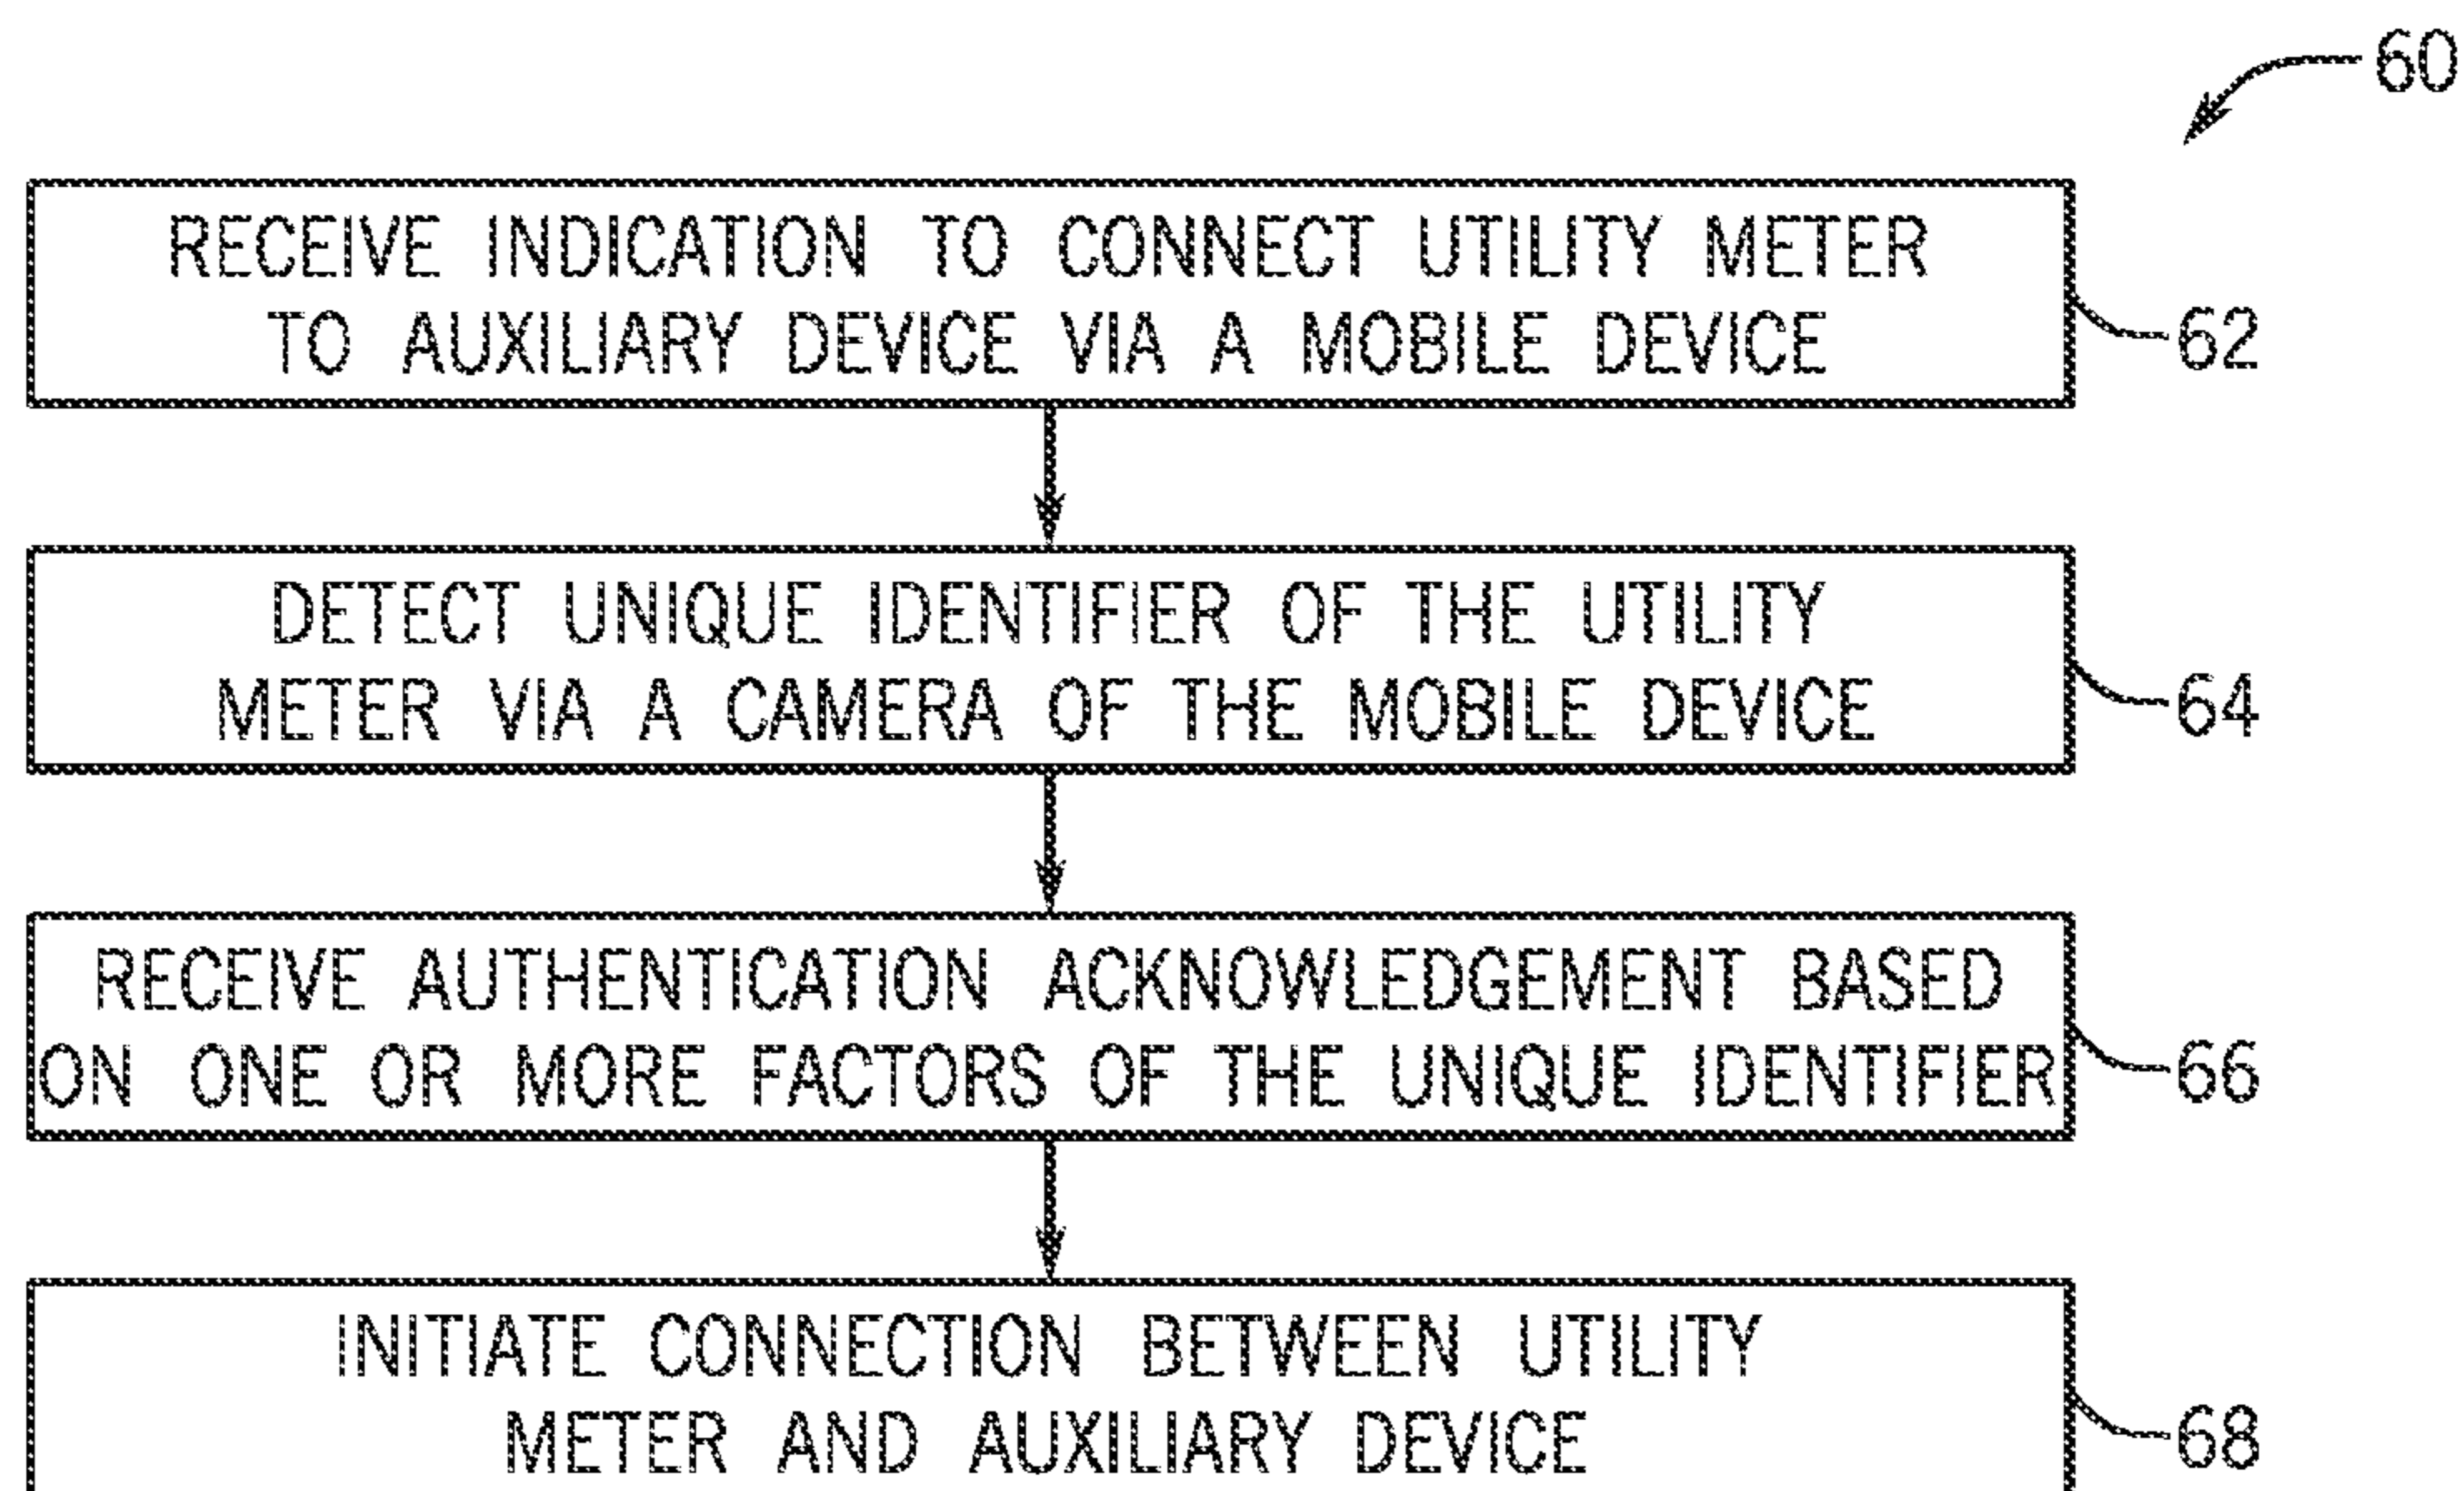 60
RECEIVE INDICATION TO CONNECT UTILITY METER
TO AUXILIARY DEVICE VIA A MOBILE DEVICE
62
DETECT UNIQUE IDENTIFIER OF THE UTILITY
METER VIA A CAMERA OF THE MOBILE DEVICE
64
RECEIVE AUTHENTICATION ACKNOWLEDGEMENT BASED
ON ONE OR MORE FACTORS OF THE UNIQUE IDENTIFIER
66
INITIATE CONNECTION BETWEEN UTILITY
METER AND AUXILIARY DEVICE
68